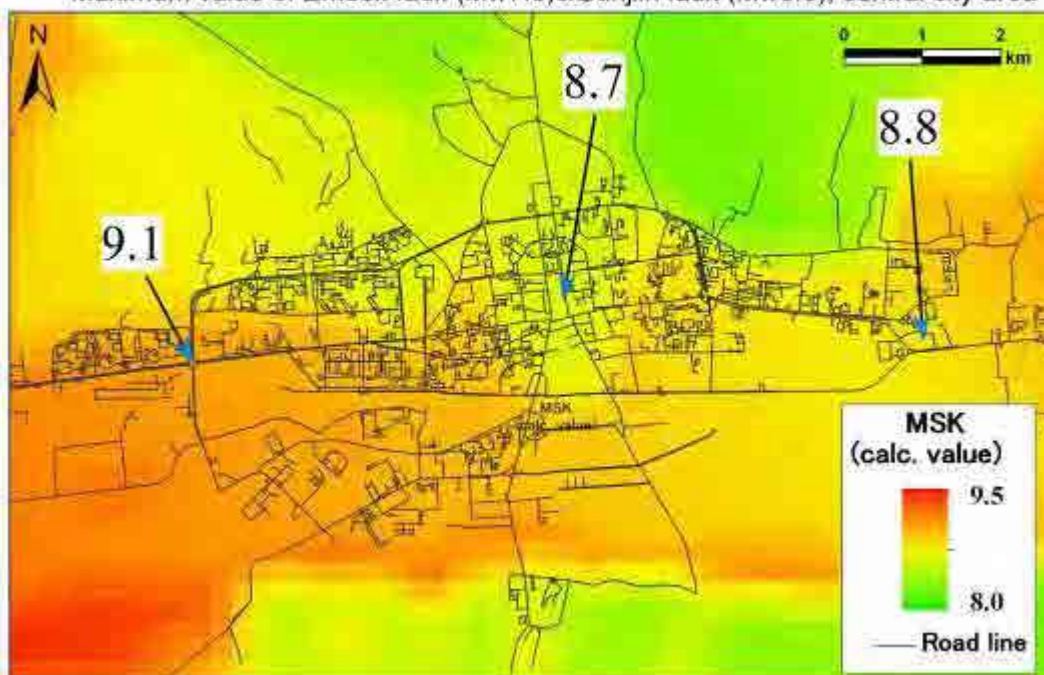 N
0 1 2
km
8.7
8.8
9.1
MSK
value
MSK
(calc. value)
9.5
8.0
Road line